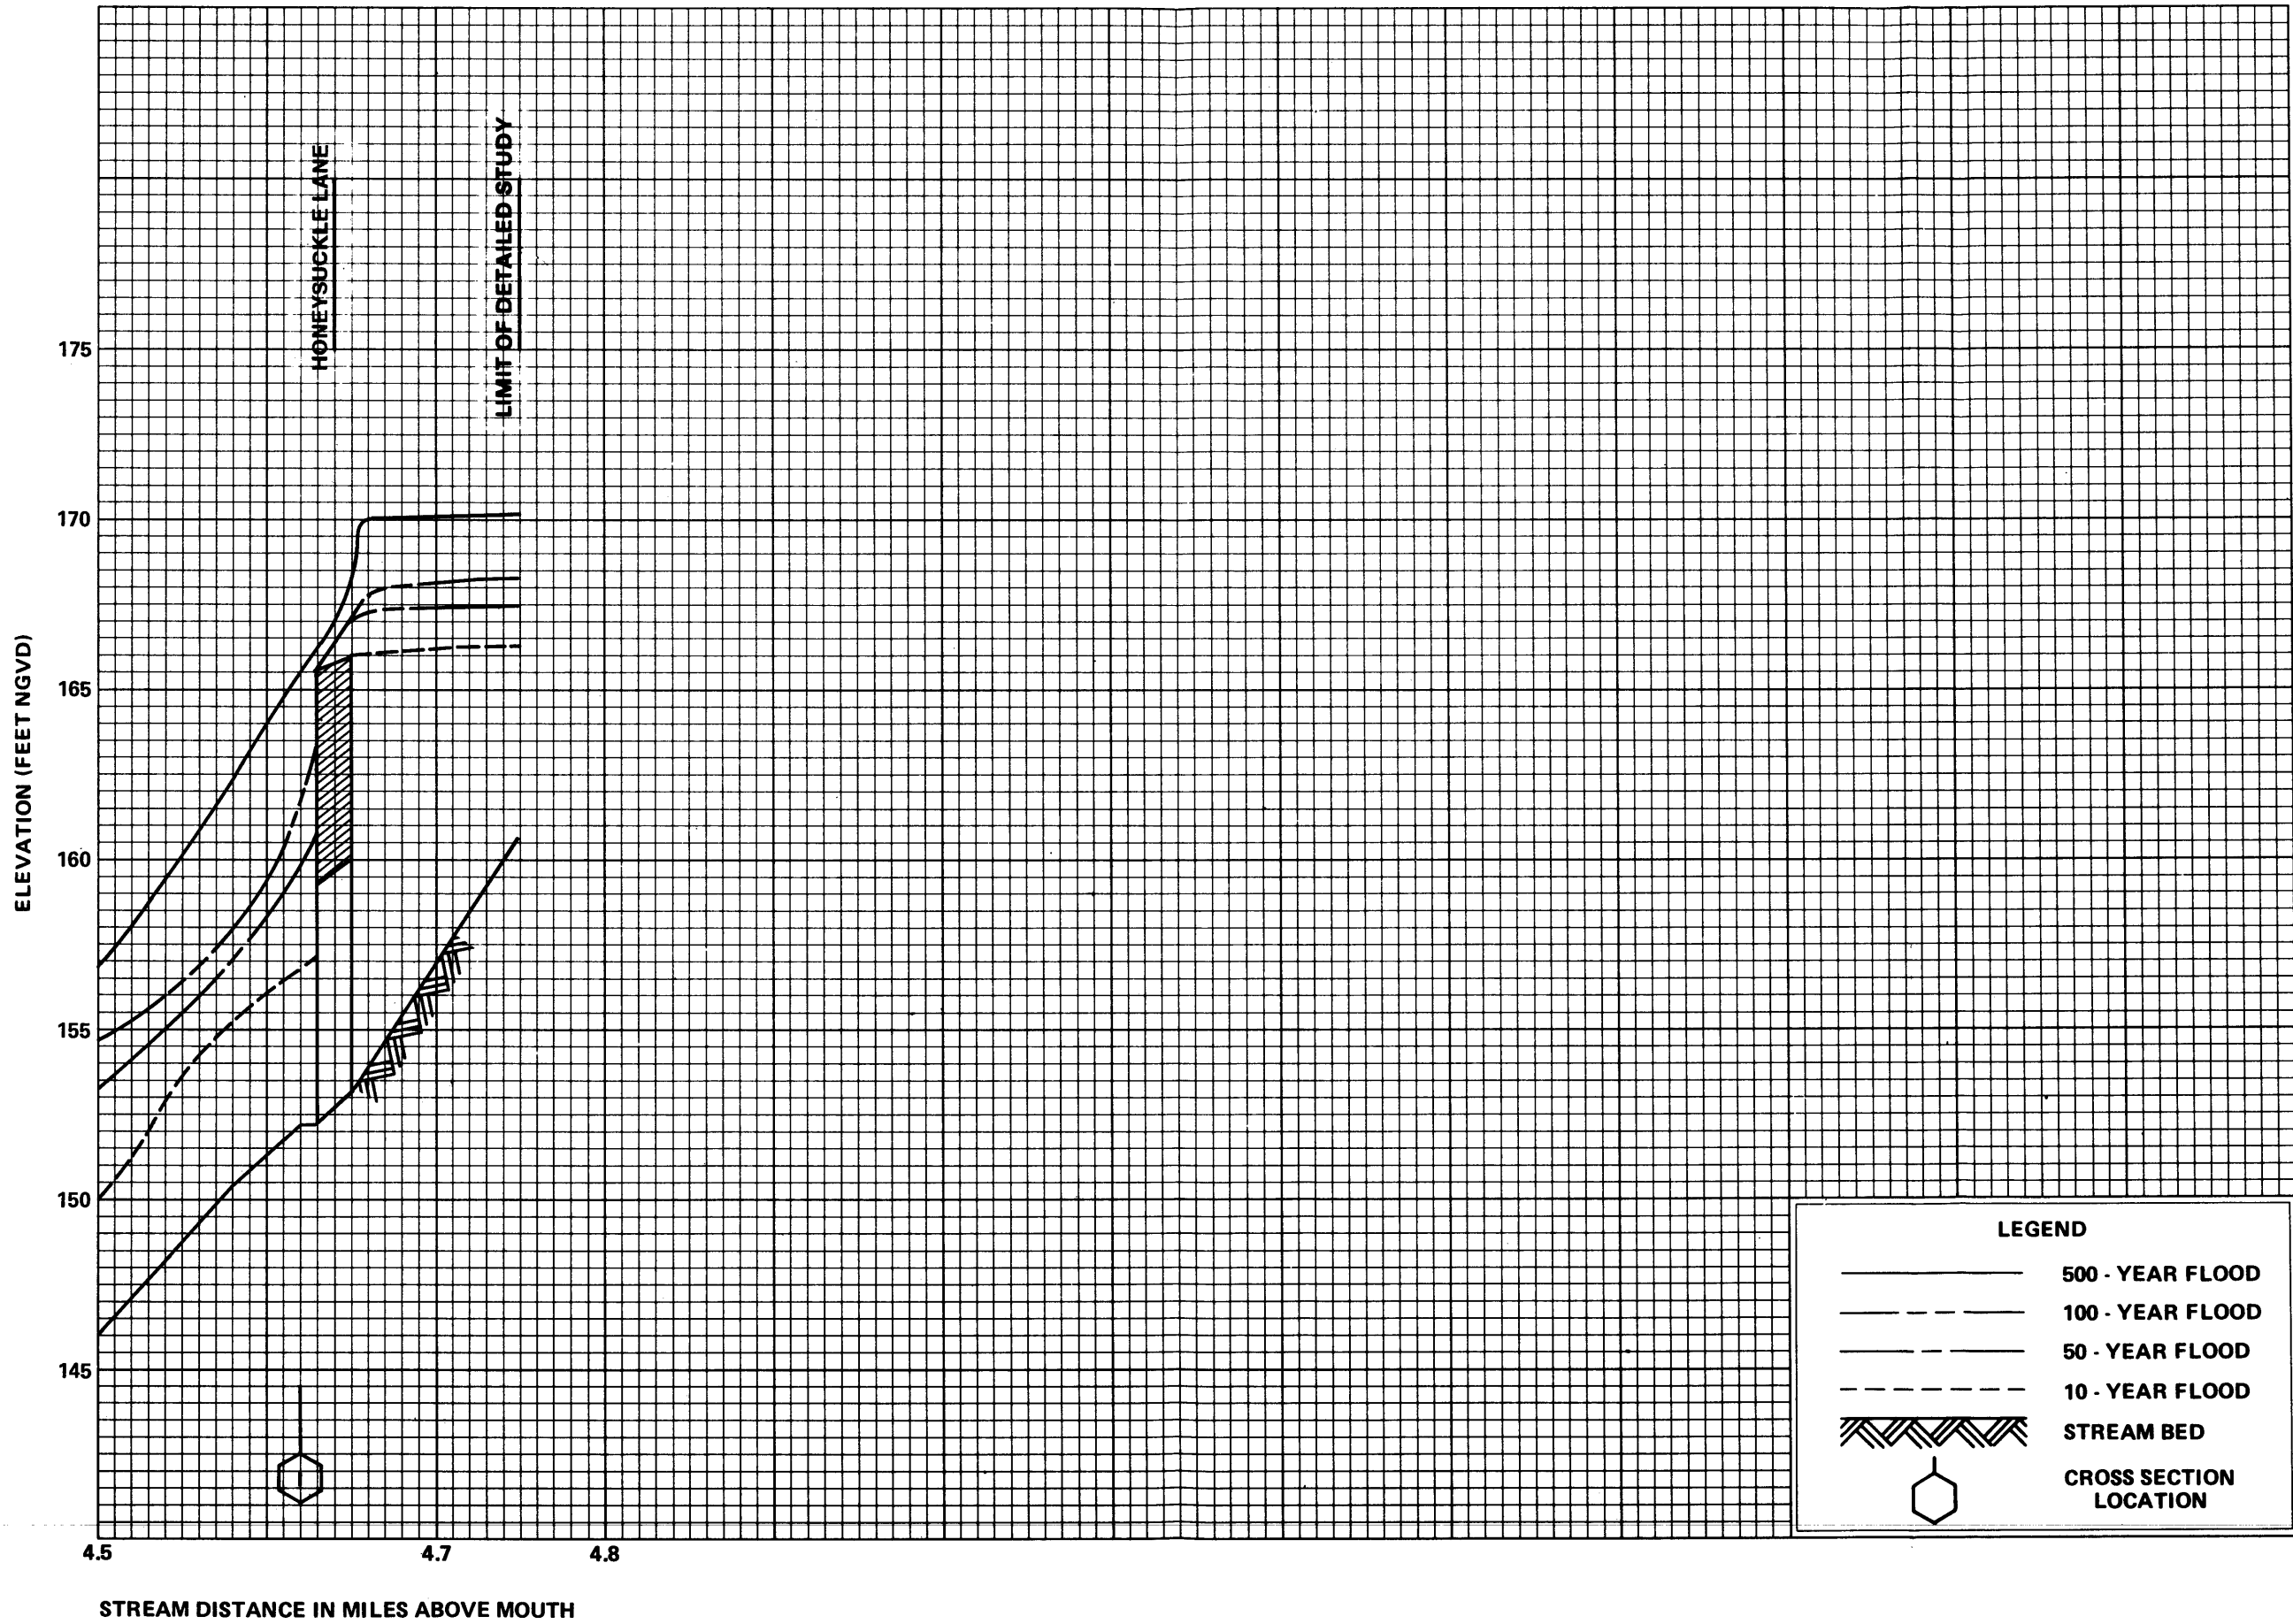 HONEYSUCKLE LANE
LIMIT OF DETAILED STUDY
ELEVATION (FEET NGVD)
175
170
165
160
155
150
145
4.5
4.7
4.8
STREAM DISTANCE IN MILES ABOVE MOUTH
LEGEND
500 - YEAR FLOOD
100 - YEAR FLOOD
50 - YEAR FLOOD
10 - YEAR FLOOD
STREAM BED
CROSS SECTION
LOCATION